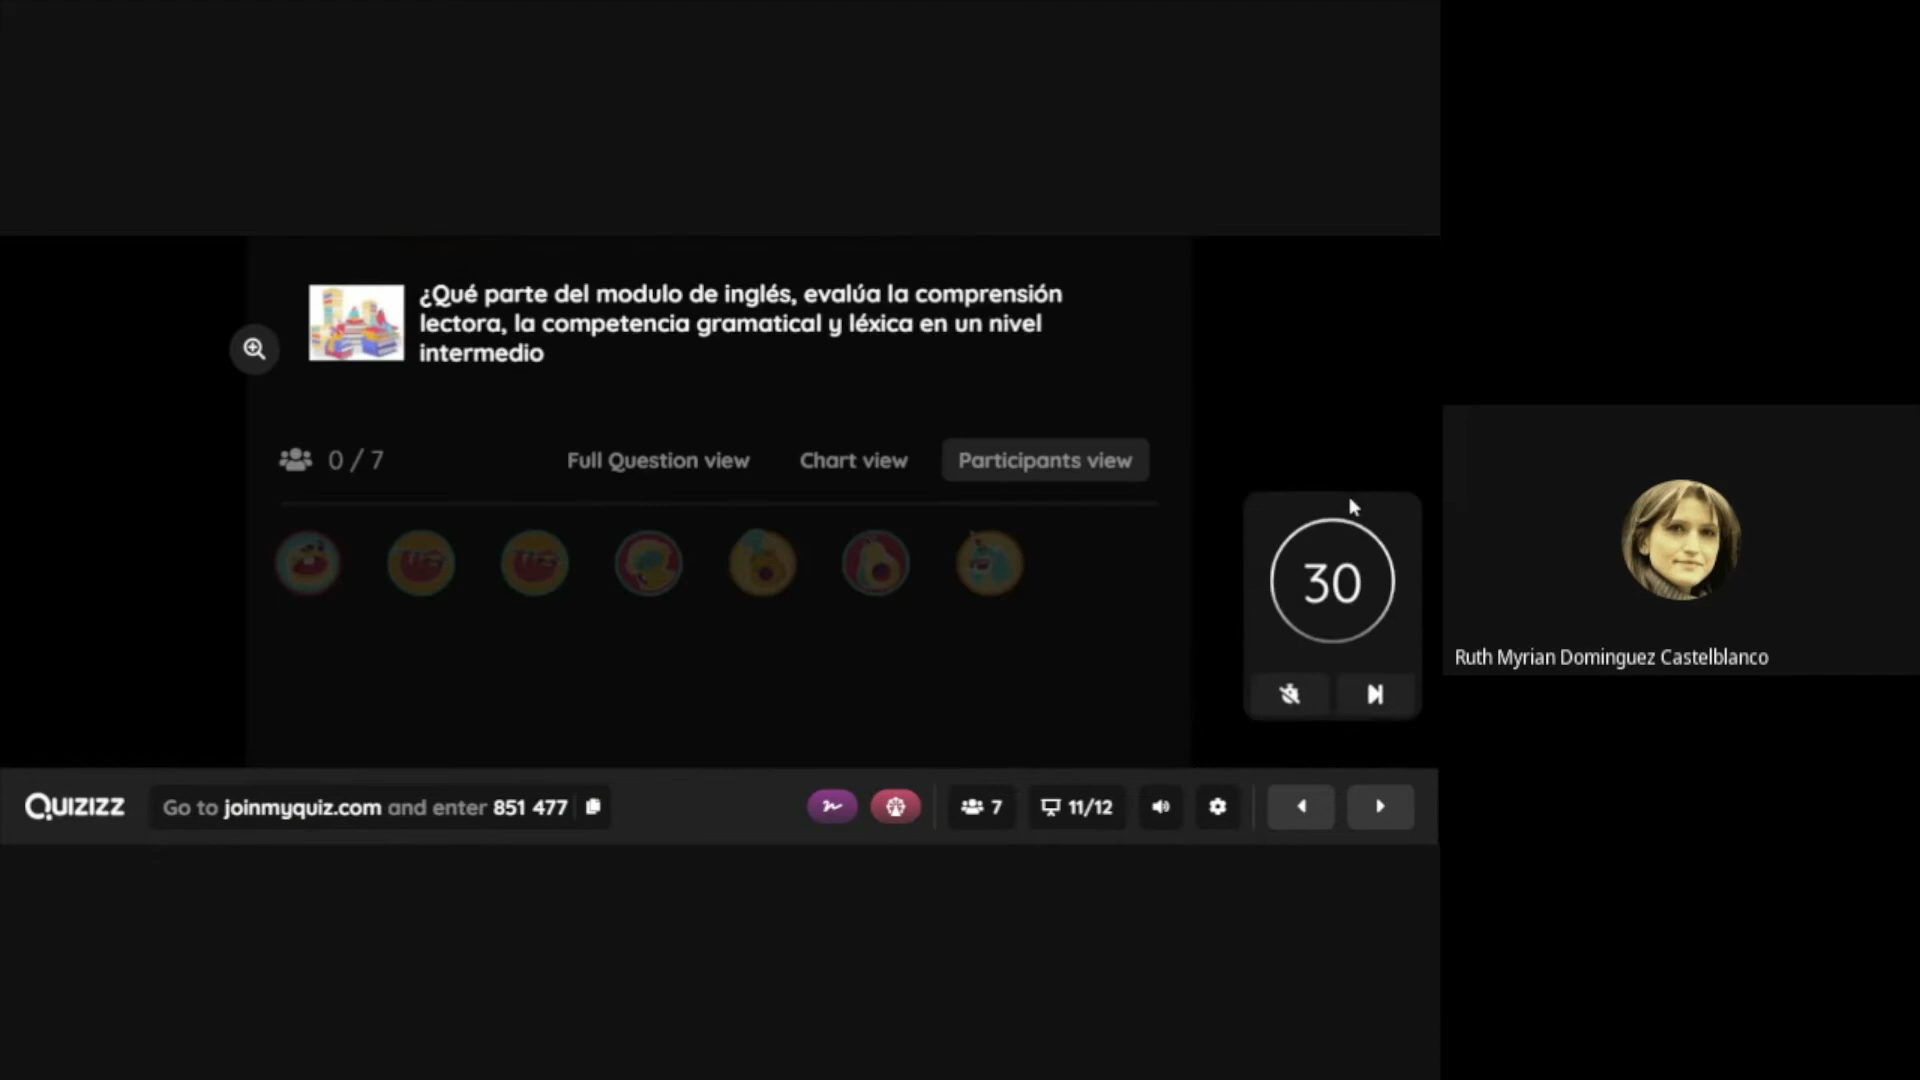 ¿Qué parte del modulo de inglés, evalúa la comprensión
lectora, la competencia gramatical y léxica en un nivel
intermedio
0 / 7
Full Question view
Chart view
Participants view
30
Ruth Myrian Dominguez Castelblanco
QUIZIZZ
Go to joinmyquiz.com and enter 851 477
7
11/12